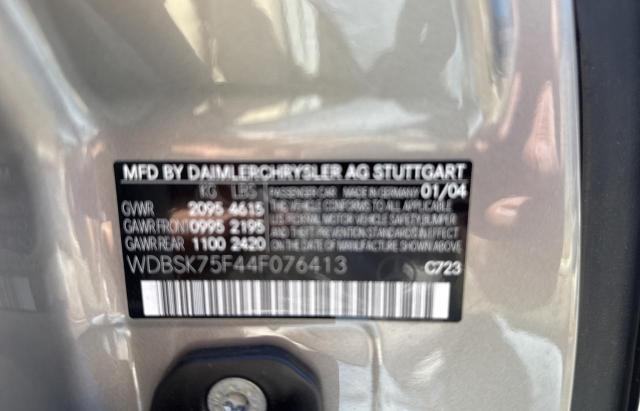 MFD BY DAIMLERCHRYSLER AG STUTTGART
KG LBS PASSENGER CAR MADE IN GERMANY 01/04
GVWR 2095 4615 THE VEHICLE CONFORMS TO ALL APPLICABLE
GAWR FRONT 0995 2195 U.S. FEDERAL MOTOR VEHICLE SAFETY, BUMPER
GAWR REAR 1100 2420 AND THEFT PREVENTION STANDARDS IN EFFECT ON THE DATE OF MANUFACTURE SHOWN ABOVE.
WDBSK75F44F076413 C723